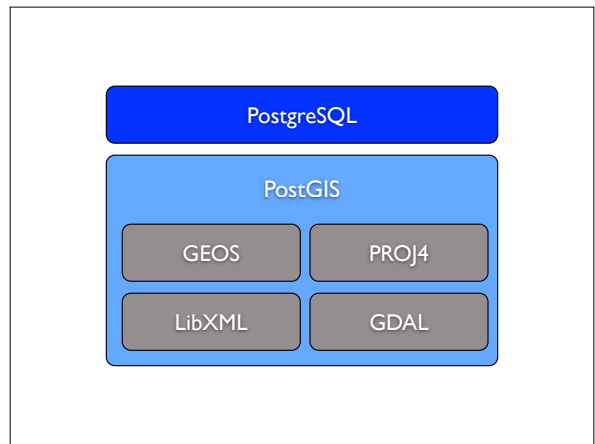 PostgreSQL
PostGIS
GEOS
PROJ4
LibXML
GDAL